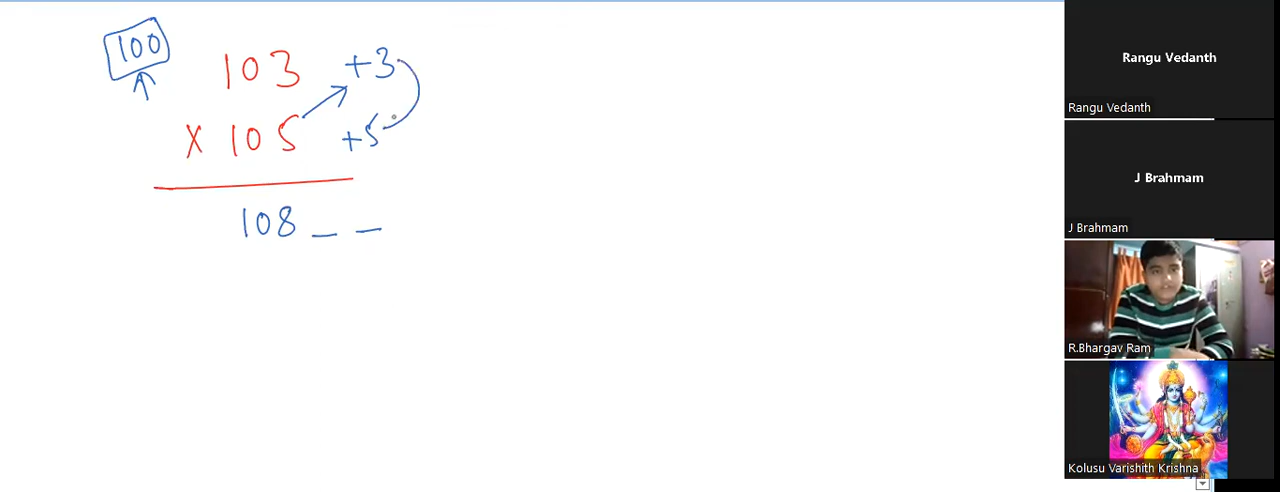 100
103 +3
X 105 +5
108 _ _
Rangu Vedanth
Rangu Vedanth
J Brahmam
J Brahmam
R.Bhargav Ram
Kolusu Varishith Krishna